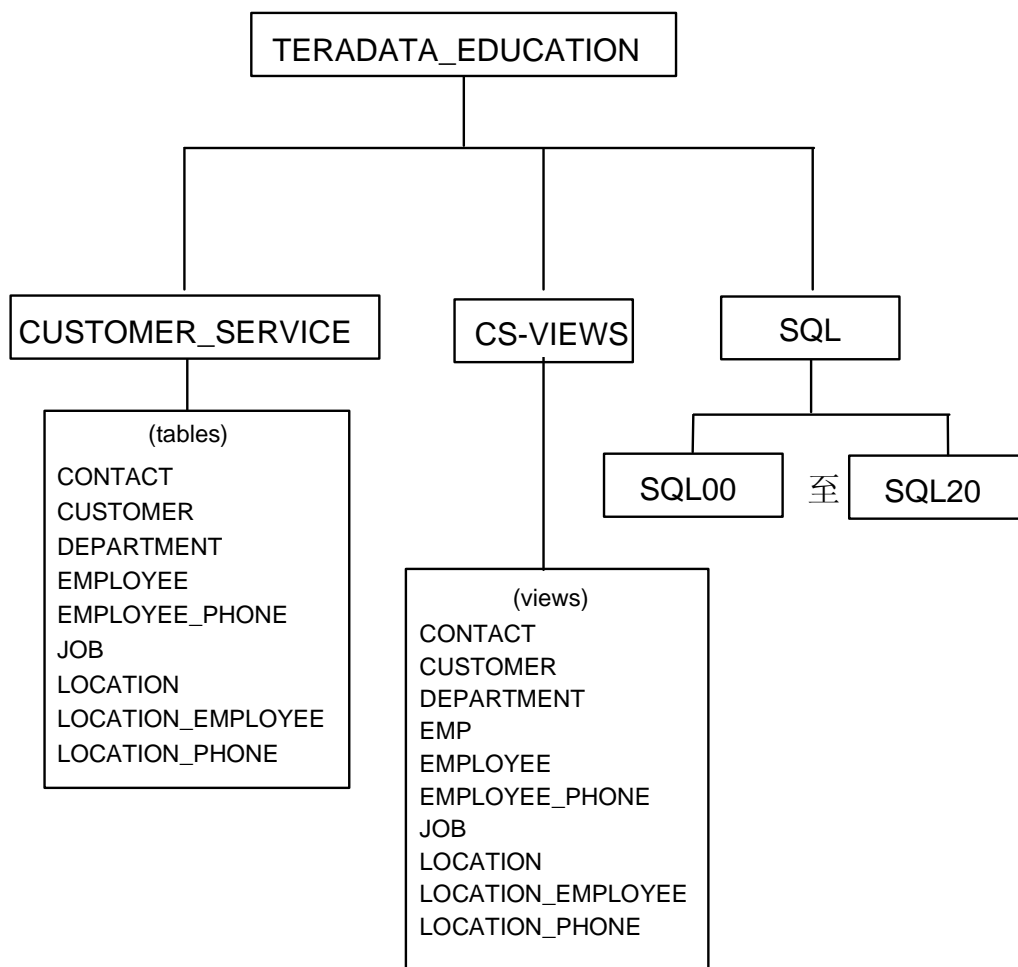 TERADATA_EDUCATION
CUSTOMER_SERVICE
CS-VIEWS
SQL
(tables)
CONTACT
CUSTOMER
DEPARTMENT
EMPLOYEE
EMPLOYEE_PHONE
JOB
LOCATION
LOCATION_EMPLOYEE
LOCATION_PHONE
SQL00 至 SQL20
(views)
CONTACT
CUSTOMER
DEPARTMENT
EMP
EMPLOYEE
EMPLOYEE_PHONE
JOB
LOCATION
LOCATION_EMPLOYEE
LOCATION_PHONE